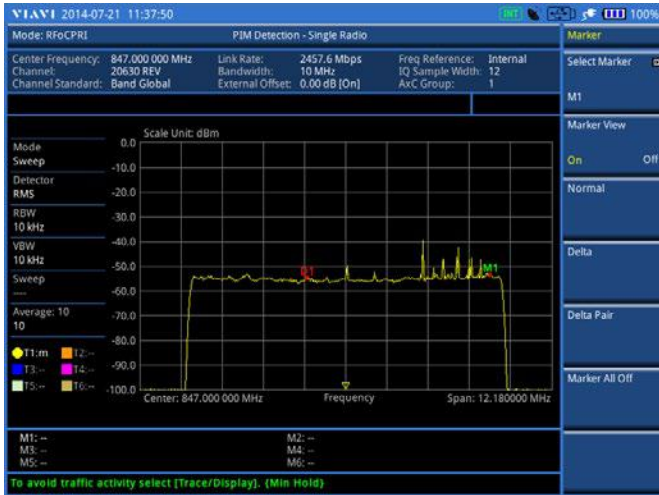 VIAVI 2014-07-21 11:37:50 INT 100%
Mode: RFoCPRI PIM Detection - Single Radio
Center Frequency: 847.000 000 MHz Link Rate: 2457.6 Mbps Freq Reference: Internal
Channel: 20630 REV Bandwidth: 10 MHz IQ Sample Width: 12
Channel Standard: Band Global External Offset: 0.00 dB [On] AxC Group: 1
Scale Unit: dBm
Mode
Sweep
Detector
RMS
RBW
10 kHz
VBW
10 kHz
Sweep
----
Average: 10
10
T1:m T2:--
T3:-- T4:--
T5:-- T6:--
0.0
-10.0
-20.0
-30.0
-40.0
-50.0
-60.0
-70.0
-80.0
-90.0
-100.0
D1
M1
Center: 847.000 000 MHz Frequency Span: 12.180000 MHz
M1: -- M2: --
M3: -- M4: --
M5: -- M6: --
To avoid traffic activity select [Trace/Display]. {Min Hold}
Marker
Select Marker
M1
Marker View
On Off
Normal
Delta
Delta Pair
Marker All Off